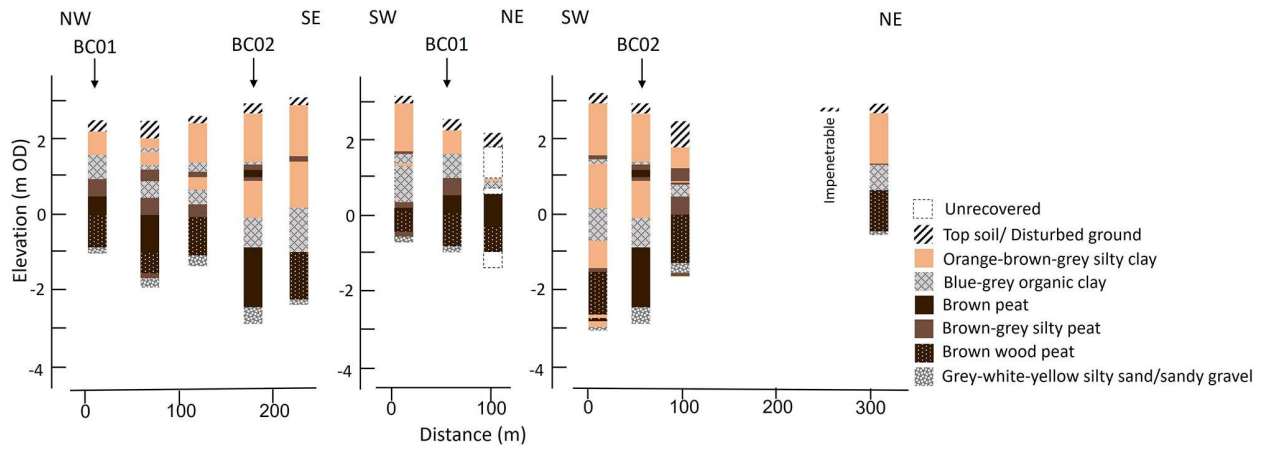 NW SE SW NE SW NE
BC01 BC02 BC01 BC02
Elevation (m OD)
2 2 2
0 0 0
-2 -2 -2
-4 -4 -4
Impenetrable
0 100 200 0 100 0 100 200 300
Distance (m)
Unrecovered
Top soil/ Disturbed ground
Orange-brown-grey silty clay
Blue-grey organic clay
Brown peat
Brown-grey silty peat
Brown wood peat
Grey-white-yellow silty sand/sandy gravel